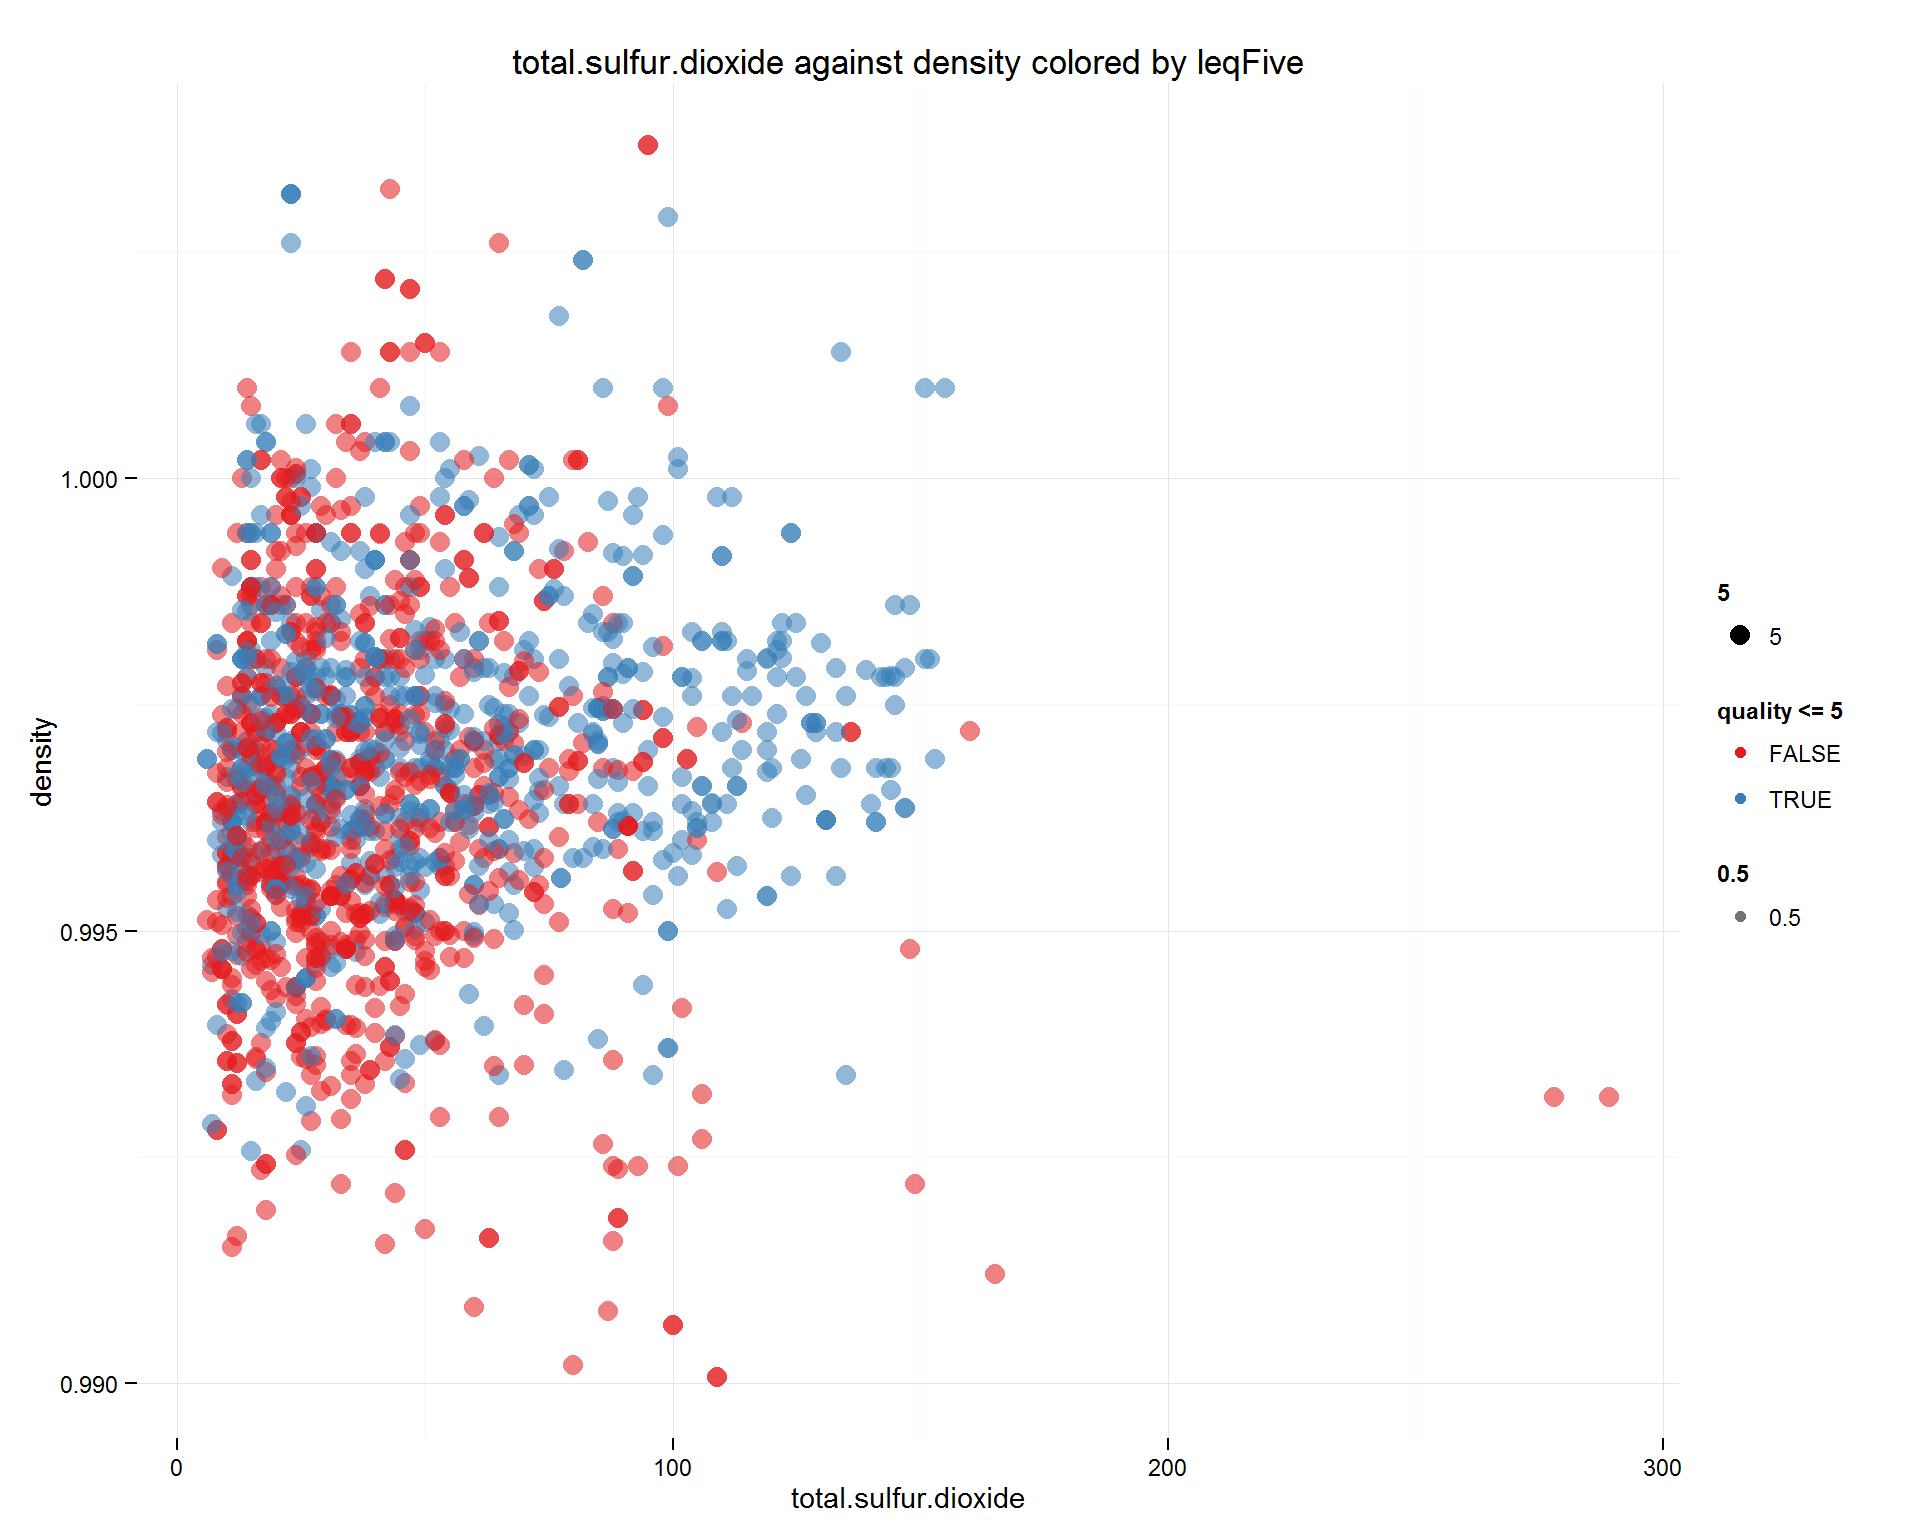 total.sulfur.dioxide against density colored by leqFive
density
1.000
0.995
0.990
0
100
200
300
total.sulfur.dioxide
5
5
quality <= 5
FALSE
TRUE
0.5
0.5